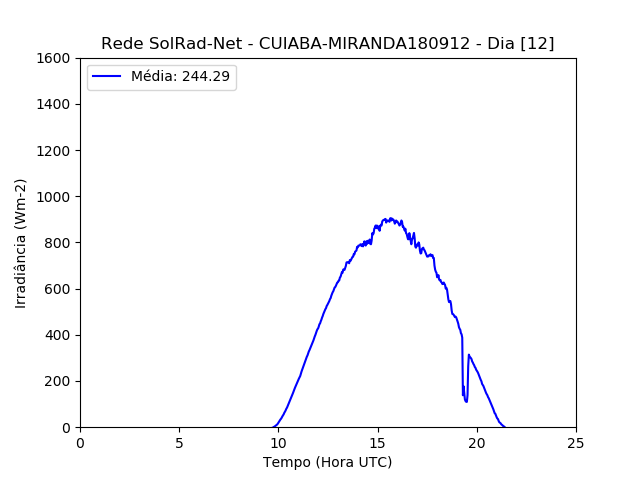 Rede SolRad-Net - CUIABA-MIRANDA180912 - Dia [12]
Média: 244.29
1600
1400
1200
1000
800
600
400
200
0
Irradiância (Wm-2)
0 5 10 15 20 25
Tempo (Hora UTC)